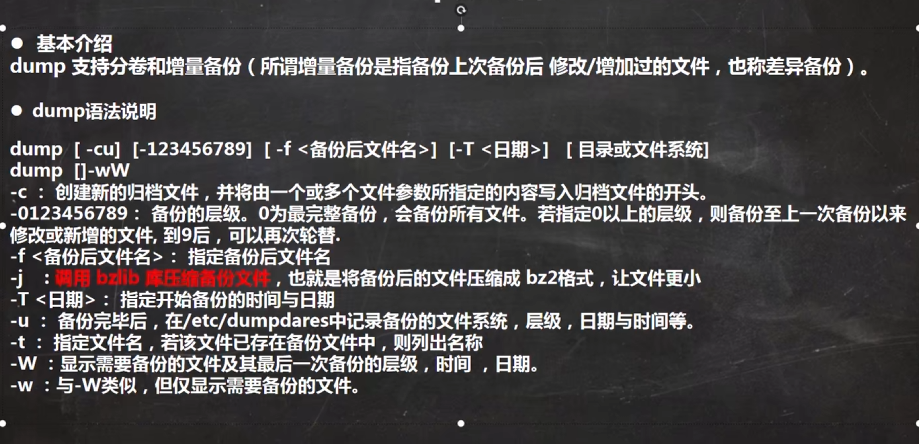 ● 基本介绍
dump 支持分卷和增量备份（所谓增量备份是指备份上次备份后 修改/增加过的文件，也称差异备份）。
● dump语法说明
dump [ -cu] [-123456789] [ -f <备份后文件名>] [-T <日期>] [ 目录或文件系统]
dump []-wW
-c ： 创建新的归档文件，并将由一个或多个文件参数所指定的内容写入归档文件的开头。
-0123456789： 备份的层级。0为最完整备份，会备份所有文件。若指定0以上的层级，则备份至上一次备份以来
修改或新增的文件, 到9后，可以再次轮替.
-f <备份后文件名>： 指定备份后文件名
-j ：调用 bzlib 库压缩备份文件，也就是将备份后的文件压缩成 bz2格式，让文件更小
-T <日期>： 指定开始备份的时间与日期
-u ： 备份完毕后，在/etc/dumpdares中记录备份的文件系统，层级，日期与时间等。
-t ： 指定文件名，若该文件已存在备份文件中，则列出名称
-W ：显示需要备份的文件及其最后一次备份的层级，时间 ，日期。
-w ：与-W类似，但仅显示需要备份的文件。